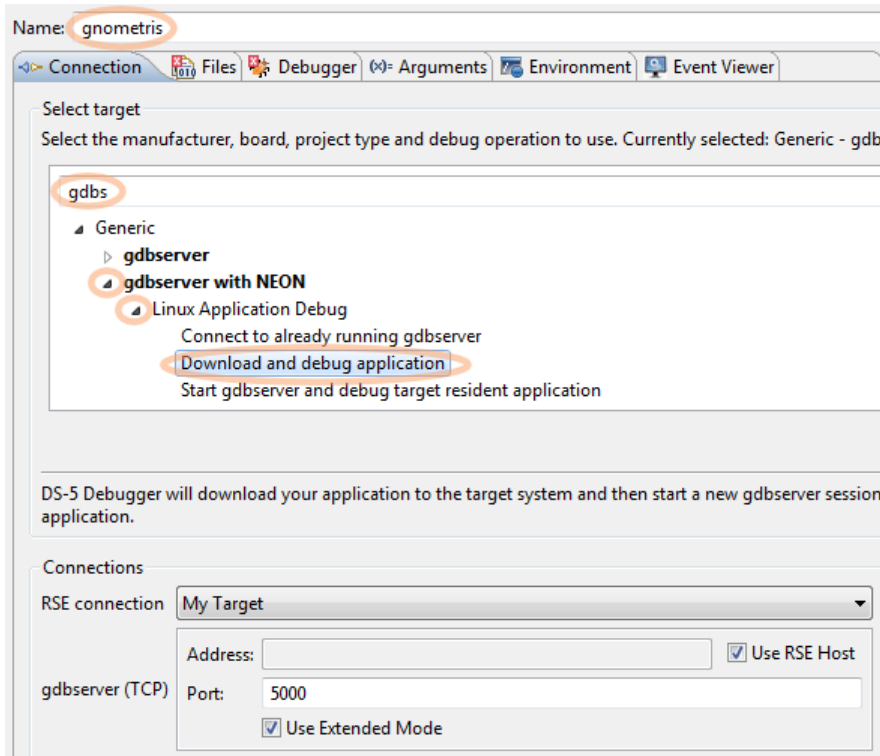 Name: gnometris
Connection Files Debugger (x)= Arguments Environment Event Viewer
Select target
Select the manufacturer, board, project type and debug operation to use. Currently selected: Generic - gdb
gdbs
Generic
gdbserver
gdbserver with NEON
Linux Application Debug
Connect to already running gdbserver
Download and debug application
Start gdbserver and debug target resident application
DS-5 Debugger will download your application to the target system and then start a new gdbserver session
application.
Connections
RSE connection My Target
Address: Use RSE Host
gdbserver (TCP) Port: 5000
Use Extended Mode